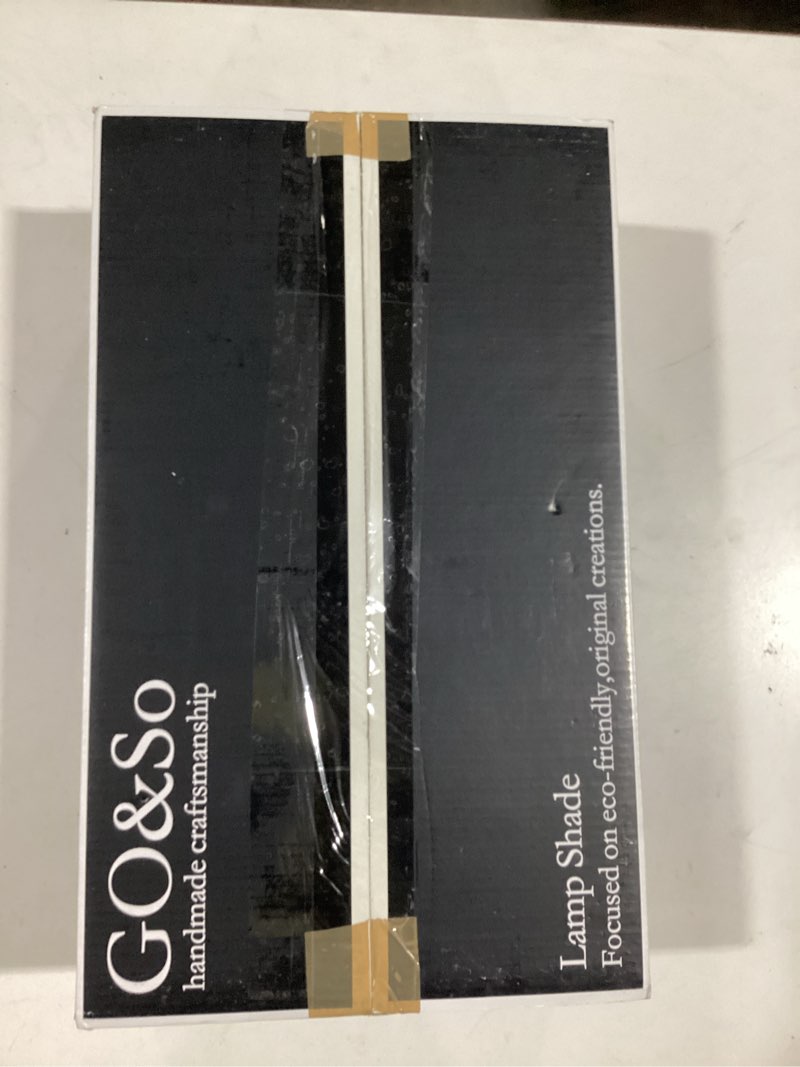 GO&So
handmade craftsmanship
Lamp Shade
Focused on eco-friendly,original creations.